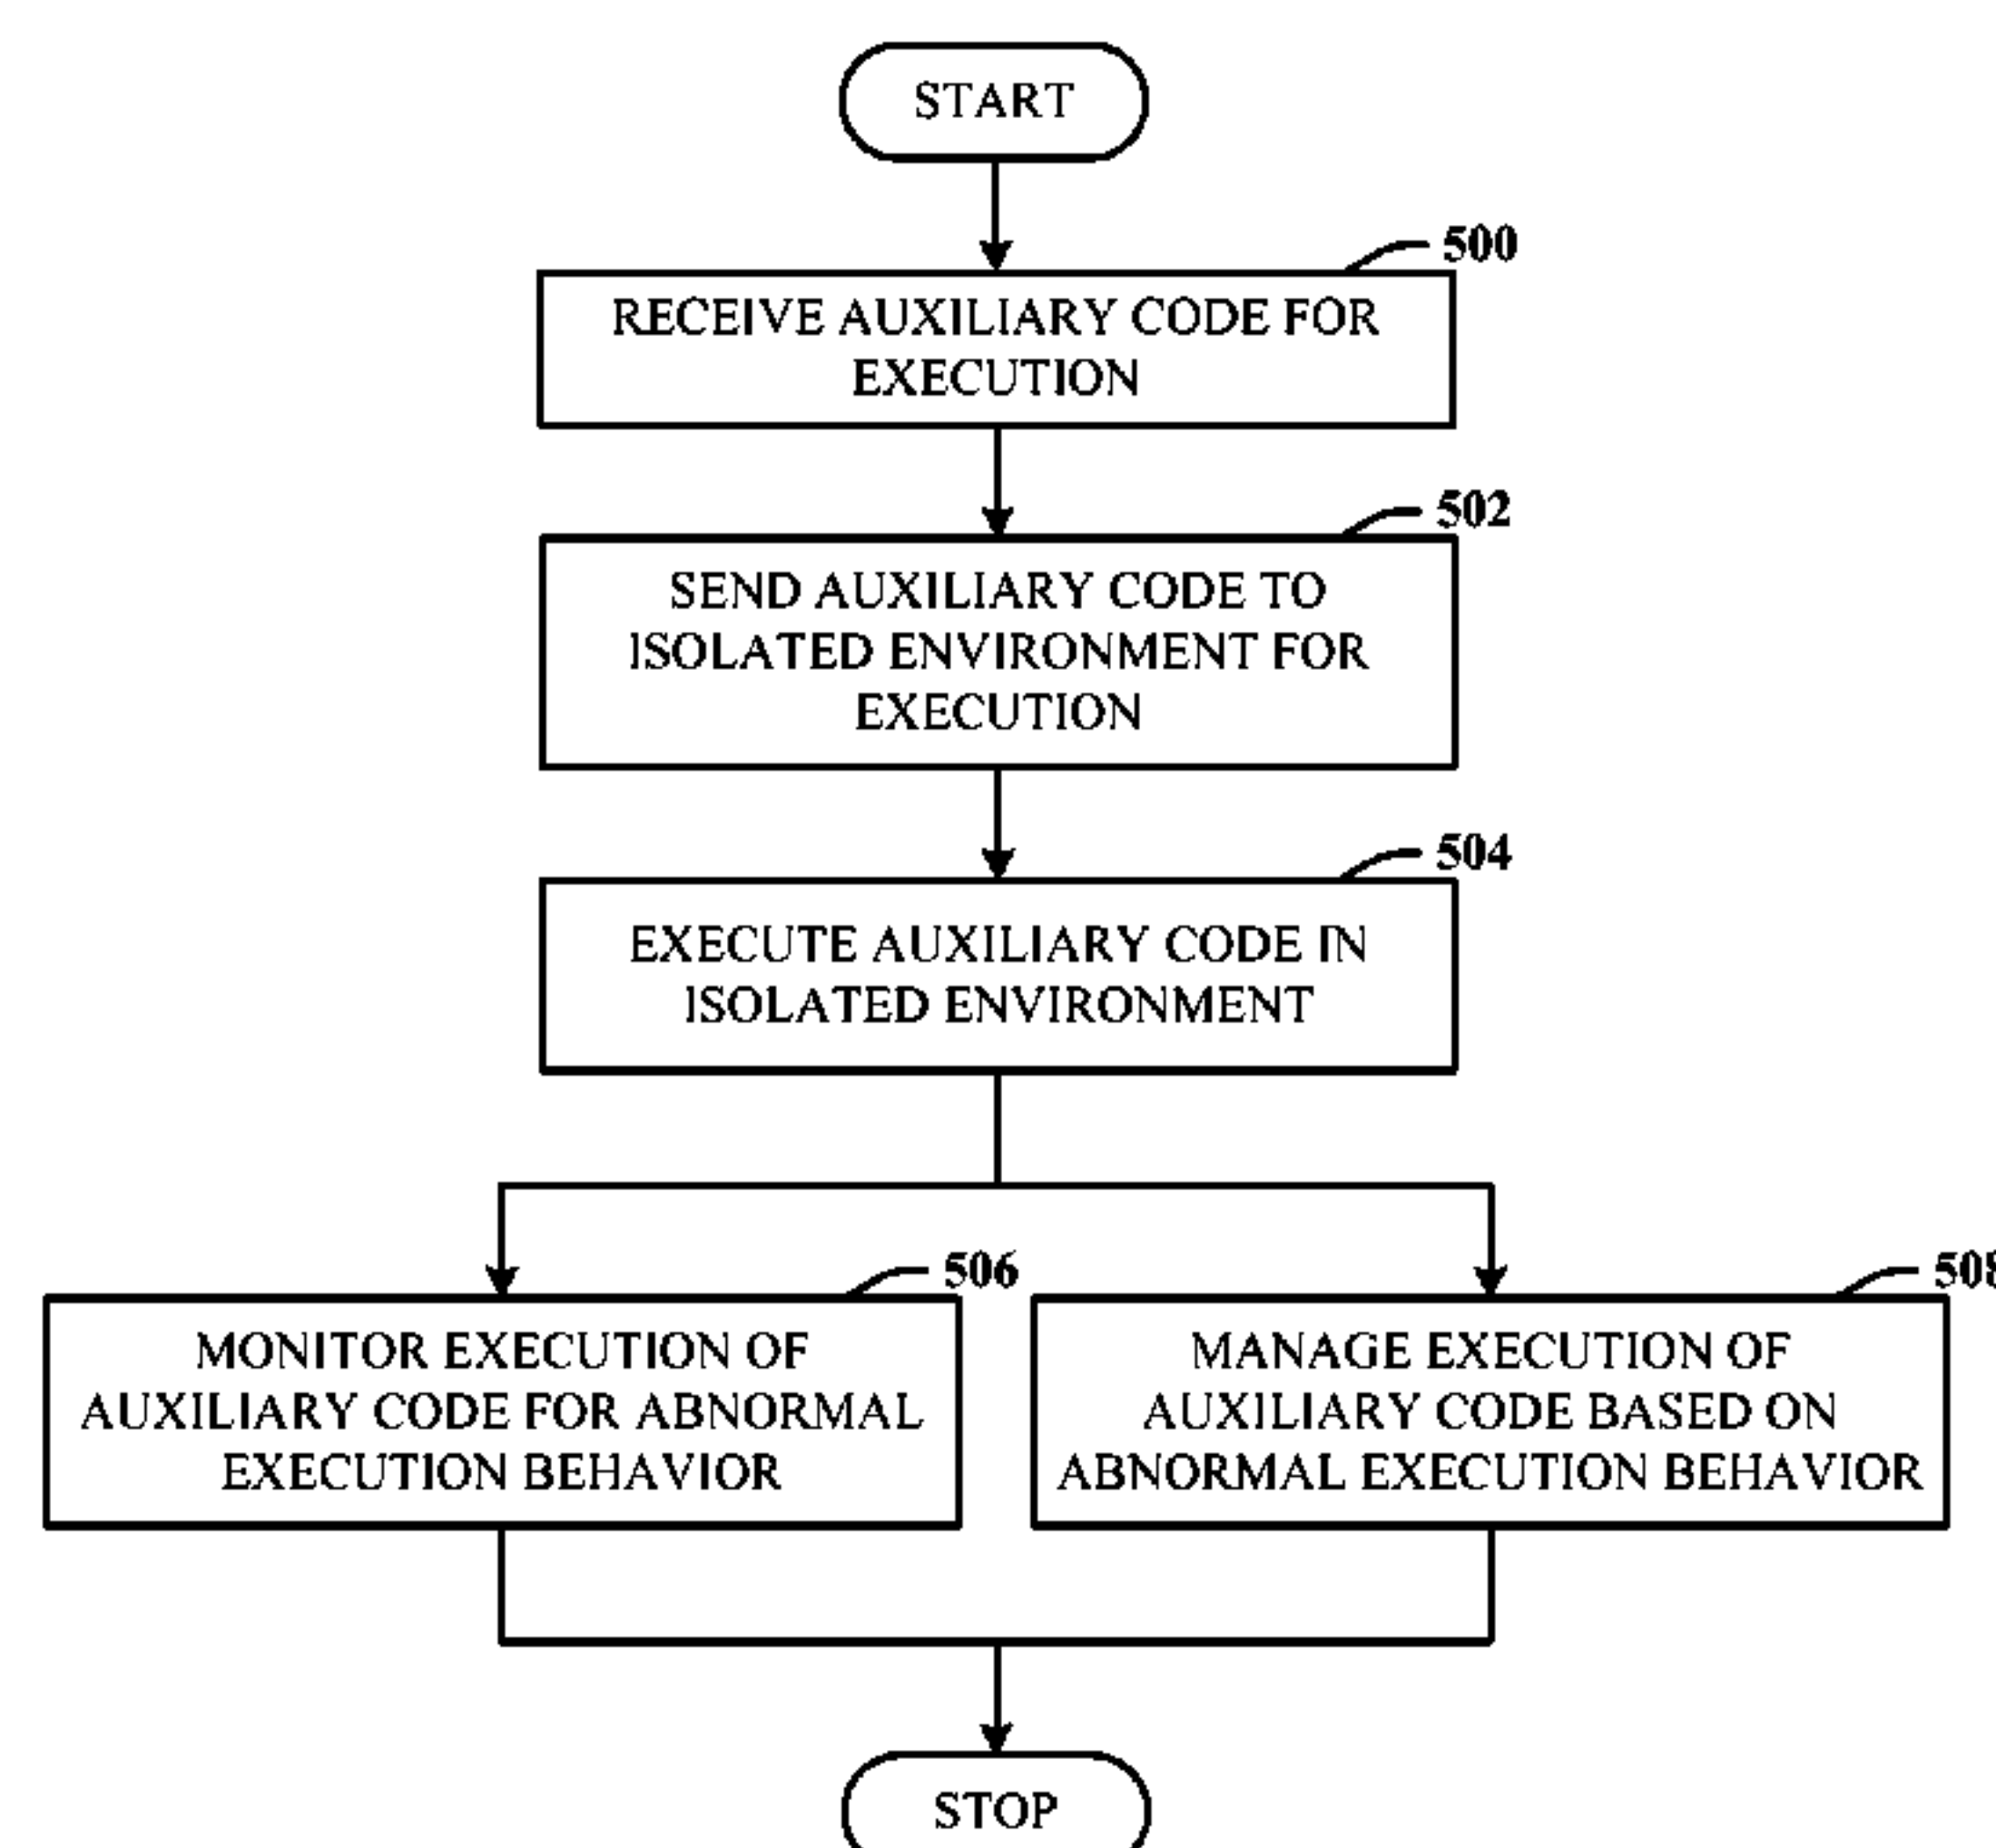 START
500
RECEIVE AUXILIARY CODE FOR
EXECUTION
502
SEND AUXILIARY CODE TO
ISOLATED ENVIRONMENT FOR
EXECUTION
504
EXECUTE AUXILIARY CODE IN
ISOLATED ENVIRONMENT
506
MONITOR EXECUTION OF
AUXILIARY CODE FOR ABNORMAL
EXECUTION BEHAVIOR
508
MANAGE EXECUTION OF
AUXILIARY CODE BASED ON
ABNORMAL EXECUTION BEHAVIOR
STOP